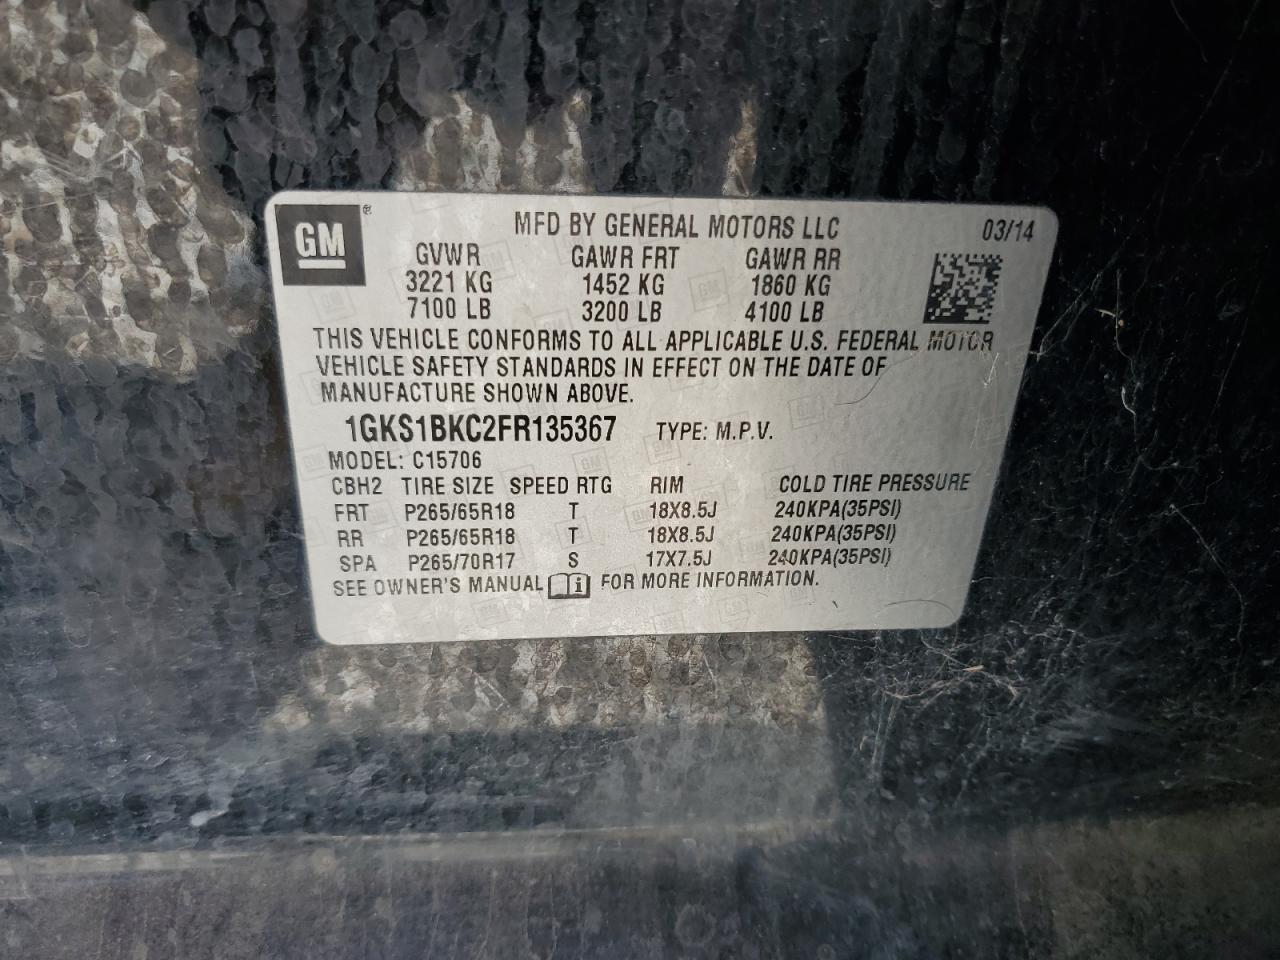 GM®
MFD BY GENERAL MOTORS LLC 03/14
GVWR GAWR FRT GAWR RR
3221 KG 1452 KG 1860 KG
7100 LB 3200 LB 4100 LB
THIS VEHICLE CONFORMS TO ALL APPLICABLE U.S. FEDERAL MOTOR
VEHICLE SAFETY STANDARDS IN EFFECT ON THE DATE OF
MANUFACTURE SHOWN ABOVE.
1GKS1BKC2FR135367 TYPE: M.P.V.
MODEL: C15706
CBH2 TIRE SIZE SPEED RTG RIM COLD TIRE PRESSURE
FRT P265/65R18 T 18X8.5J 240KPA(35PSI)
RR P265/65R18 T 18X8.5J 240KPA(35PSI)
SPA P265/70R17 S 17X7.5J 240KPA(35PSI)
SEE OWNER'S MANUAL i FOR MORE INFORMATION.